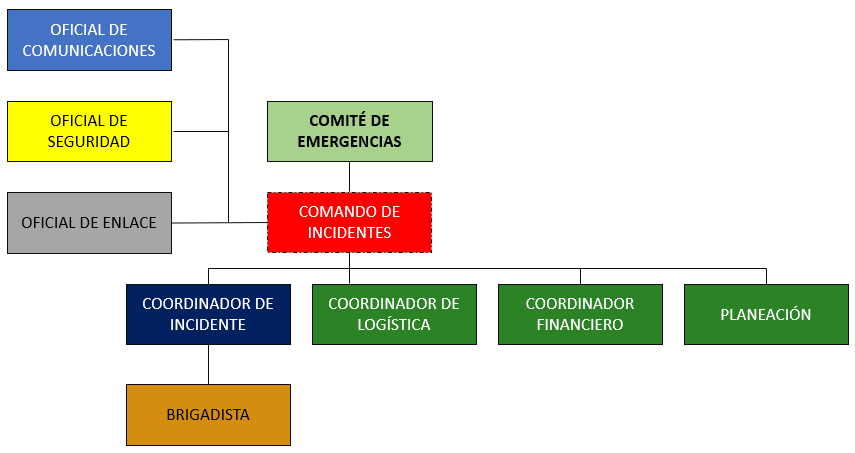 OFICIAL DE
COMUNICACIONES
OFICIAL DE
SEGURIDAD
COMITÉ DE
EMERGENCIAS
OFICIAL DE ENLACE
COMANDO DE
INCIDENTES
COORDINADOR DE
INCIDENTE
COORDINADOR DE
LOGÍSTICA
COORDINADOR
FINANCIERO
PLANEACIÓN
BRIGADISTA